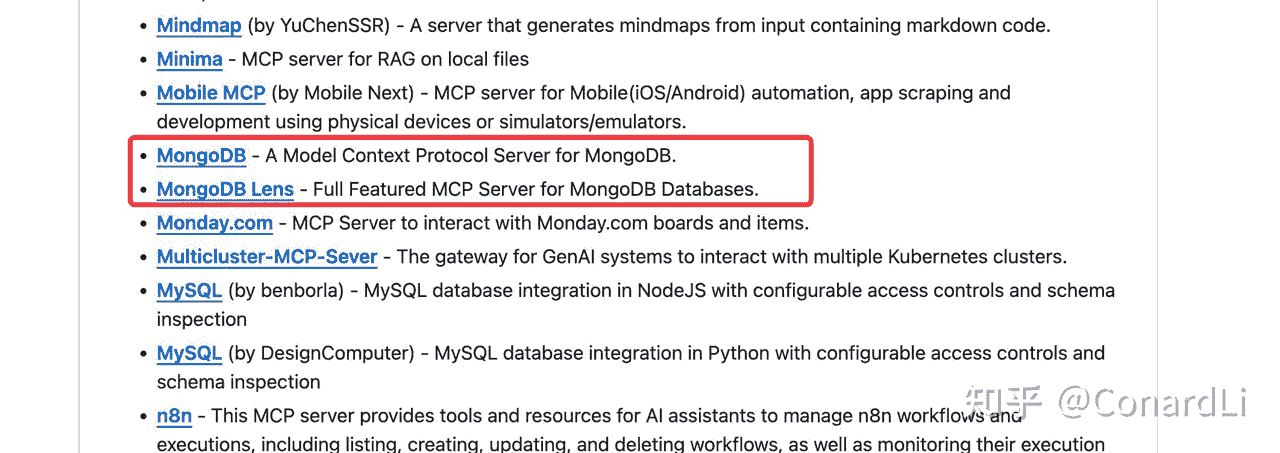 Mindmap (by YuChenSSR) - A server that generates mindmaps from input containing markdown code.
Minima - MCP server for RAG on local files
Mobile MCP (by Mobile Next) - MCP server for Mobile(iOS/Android) automation, app scraping and
development using physical devices or simulators/emulators.
MongoDB - A Model Context Protocol Server for MongoDB.
MongoDB Lens - Full Featured MCP Server for MongoDB Databases.
Monday.com - MCP Server to interact with Monday.com boards and items.
Multicluster-MCP-Sever - The gateway for GenAI systems to interact with multiple Kubernetes clusters.
MySQL (by benborla) - MySQL database integration in NodeJS with configurable access controls and schema
inspection
MySQL (by DesignComputer) - MySQL database integration in Python with configurable access controls and
schema inspection
n8n - This MCP server provides tools and resources for AI assistants to manage n8n workflows and
executions, including listing, creating, updating, and deleting workflows, as well as monitoring their execution
知乎 @ConardLi